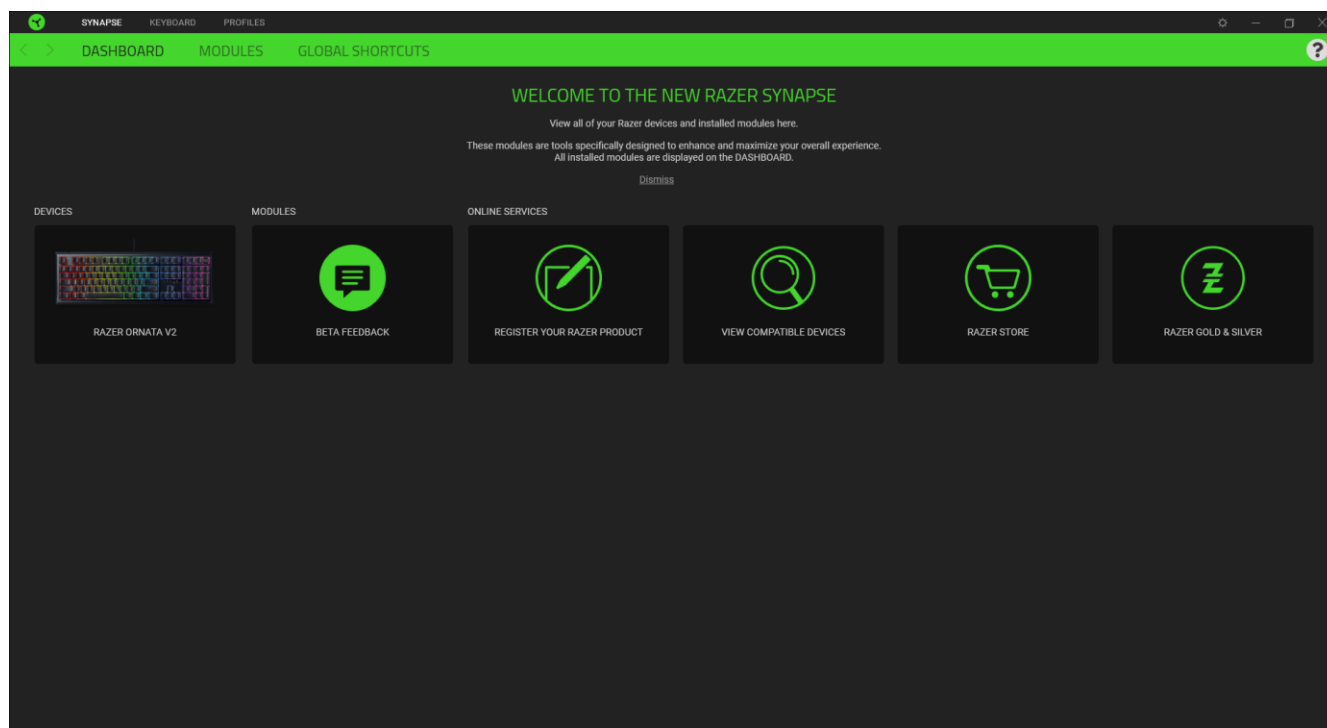 SYNAPSE KEYBOARD PROFILES
DASHBOARD MODULES GLOBAL SHORTCUTS
?
WELCOME TO THE NEW RAZER SYNAPSE
View all of your Razer devices and installed modules here.
These modules are tools specifically designed to enhance and maximize your overall experience.
All installed modules are displayed on the DASHBOARD.
Dismiss
DEVICES MODULES ONLINE SERVICES
RAZER ORNATA V2 BETA FEEDBACK REGISTER YOUR RAZER PRODUCT VIEW COMPATIBLE DEVICES RAZER STORE RAZER GOLD & SILVER